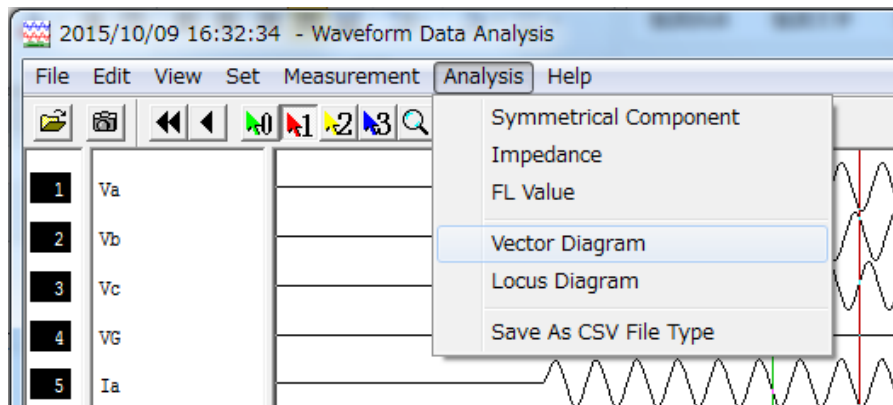 2015/10/09 16:32:34 - Waveform Data Analysis
File Edit View Set Measurement Analysis Help
0 1 2 3
Symmetrical Component
Impedance
FL Value
Vector Diagram
Locus Diagram
Save As CSV File Type
1 Va
2 Vb
3 Vc
4 VG
5 Ia